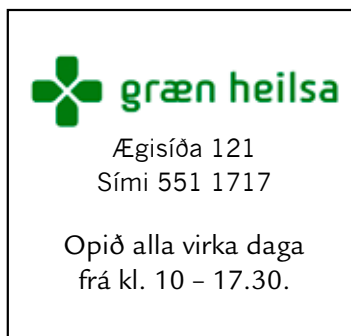 græn heilsa
Ægisíða 121
Sími 551 1717
Opið alla virka daga
frá kl. 10 – 17.30.